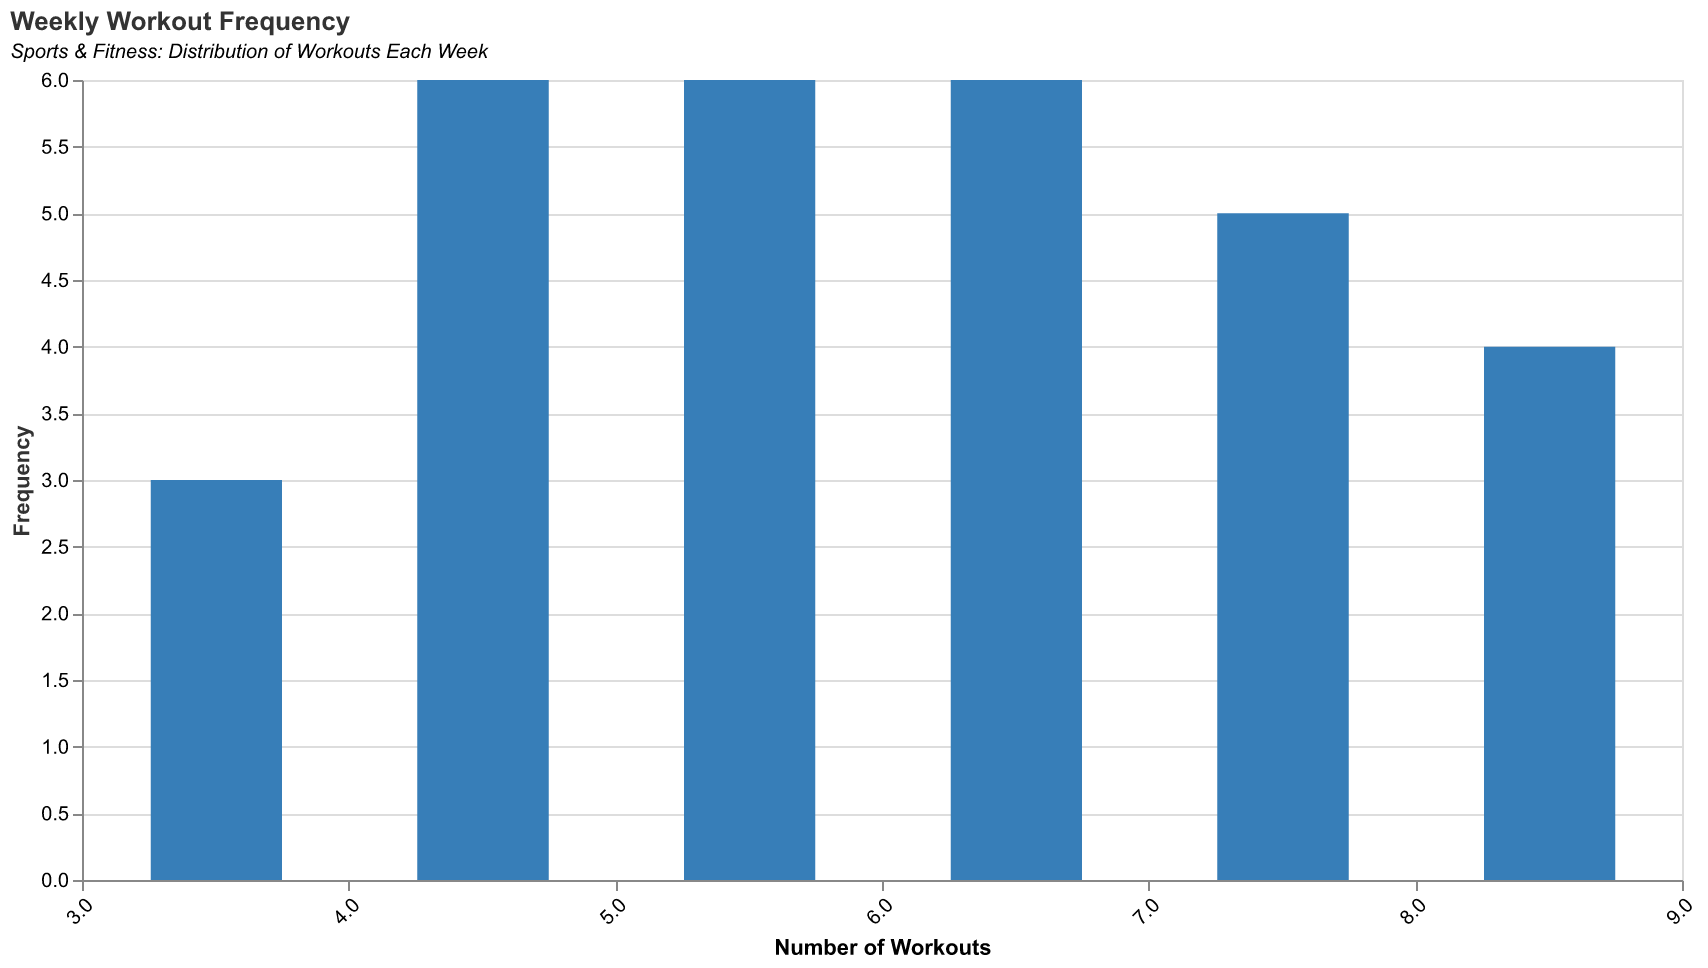 Weekly Workout Frequency
Sports & Fitness: Distribution of Workouts Each Week
6.0
5.5
5.0
4.5
4.0
3.5
3.0
2.5
2.0
1.5
1.0
0.5
0.0
Frequency
3.0 4.0 5.0 6.0 7.0 8.0 9.0
Number of Workouts